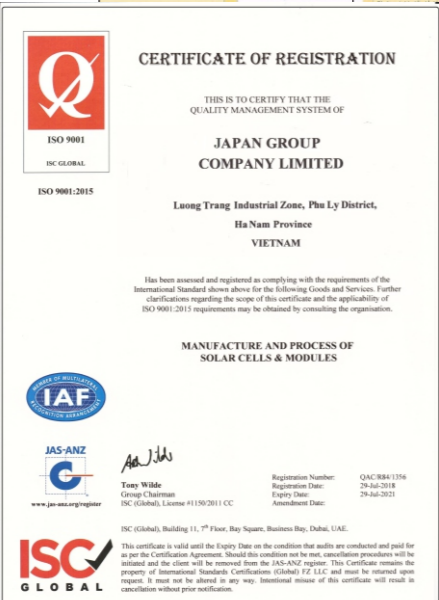 CERTIFICATE OF REGISTRATION
ISO 9001
ISC GLOBAL
ISO 9001:2015
THIS IS TO CERTIFY THAT THE
QUALITY MANAGEMENT SYSTEM OF
JAPAN GROUP
COMPANY LIMITED
Luong Trang Industrial Zone, Phu Ly District,
Ha Nam Province
VIETNAM
Has been assessed and registered as complying with the requirements of the
International Standard shown above for the following Goods and Services. Further
clarifications regarding the scope of this certificate and the applicability of
ISO 9001:2015 requirements may be obtained by consulting the organisation.
MANUFACTURE AND PROCESS OF
SOLAR CELLS & MODULES
MEMBER OF MULTILATERAL
IAF
RECOGNITION ARRANGEMENT
JAS-ANZ
C
www.jas-anz.org/register
Tony Wilde
Group Chairman
ISC (Global), License #1150/2011 CC
Registration Number: QAC/R84/1356
Registration Date: 29-Jul-2018
Expiry Date: 29-Jul-2021
Amendment Date:
ISC (Global), Building 11, 7th Floor, Bay Square, Business Bay, Dubai, UAE.
ISC
GLOBAL
This certificate is valid until the Expiry Date on the condition that audits are conducted and paid for
as per the Certification Agreement. Should this condition not be met, cancellation procedures will be
initiated and the client will be removed from the JAS-ANZ register. This Certificate remains the
property of International Standards Certifications (Global) FZ LLC and must be returned upon
request. It must not be altered in any way. Intentional misuse of this certificate will result in
cancellation without prior notification.